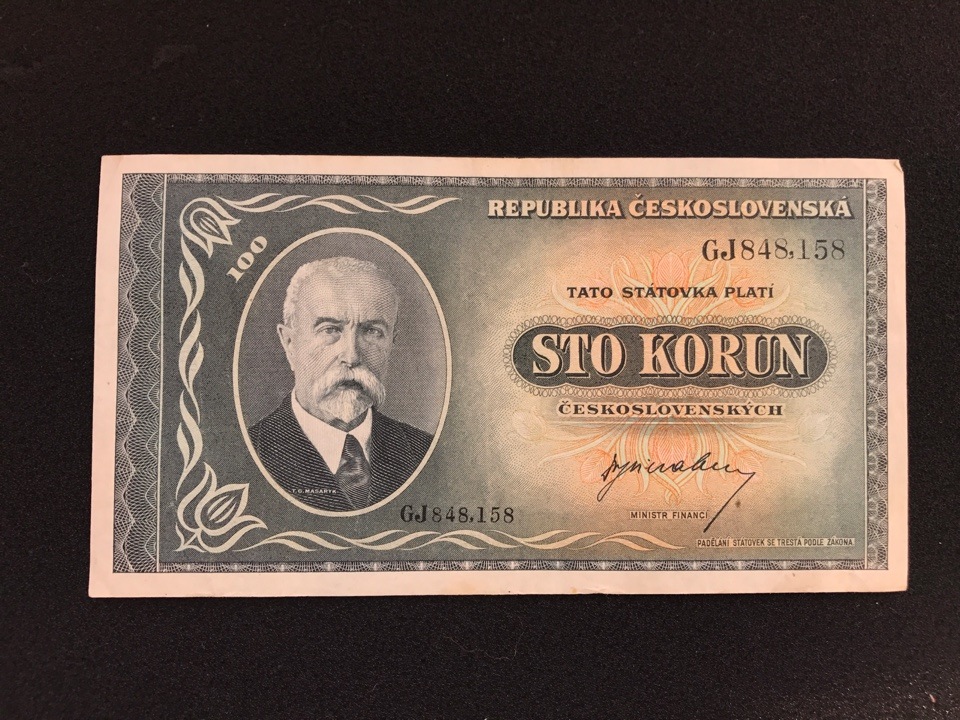 REPUBLIKA ČESKOSLOVENSKÁ
GJ848,158
100
TATO STÁTOVKA PLATÍ
STO KORUN
ČESKOSLOVENSKÝCH
T.G. MASARYK
GJ848,158
MINISTR FINANCÍ
PADĚLÁNÍ STÁTOVEK SE TRESTÁ PODLE ZÁKONA.